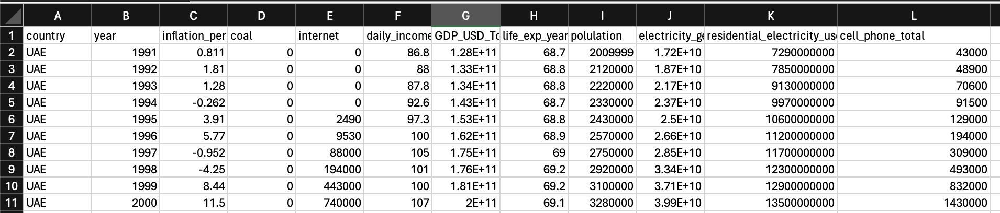 A B C D E F G H I J K L
1 country year inflation_per coal internet daily_income GDP_USD_To life_exp_year polulation electricity_ge residential_electricity_us cell_phone_total
2 UAE 1991 0.811 0 0 86.8 1.28E+11 68.7 2009999 1.72E+10 7290000000 43000
3 UAE 1992 1.81 0 0 88 1.33E+11 68.8 2120000 1.87E+10 7850000000 48900
4 UAE 1993 1.28 0 0 87.8 1.34E+11 68.8 2220000 2.17E+10 9130000000 70600
5 UAE 1994 -0.262 0 0 92.6 1.43E+11 68.7 2330000 2.37E+10 9970000000 91500
6 UAE 1995 3.91 0 2490 97.3 1.53E+11 68.8 2430000 2.5E+10 10600000000 129000
7 UAE 1996 5.77 0 9530 100 1.62E+11 68.9 2570000 2.66E+10 11200000000 194000
8 UAE 1997 -0.952 0 88000 105 1.75E+11 69 2750000 2.85E+10 11700000000 309000
9 UAE 1998 -4.25 0 194000 101 1.76E+11 69.2 2920000 3.34E+10 12300000000 493000
10 UAE 1999 8.44 0 443000 100 1.81E+11 69.2 3100000 3.71E+10 12900000000 832000
11 UAE 2000 11.5 0 740000 107 2E+11 69.1 3280000 3.99E+10 13500000000 1430000